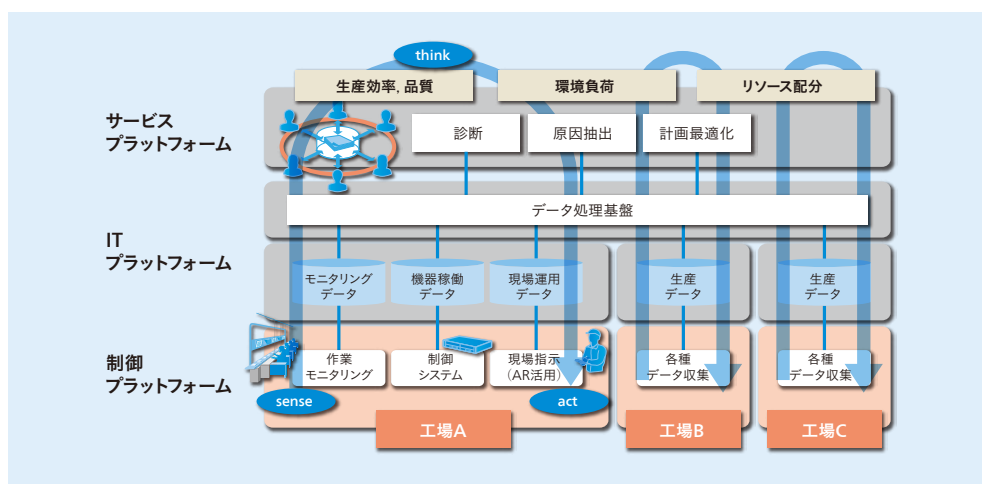 think
生産効率，品質
環境負荷
リソース配分
サービス
プラットフォーム
診断
原因抽出
計画最適化
データ処理基盤
IT
プラットフォーム
モニタリング
データ
機器稼働
データ
現場運用
データ
生産
データ
生産
データ
制御
プラットフォーム
作業
モニタリング
制御
システム
現場指示
（AR活用）
各種
データ収集
各種
データ収集
sense
act
工場A
工場B
工場C